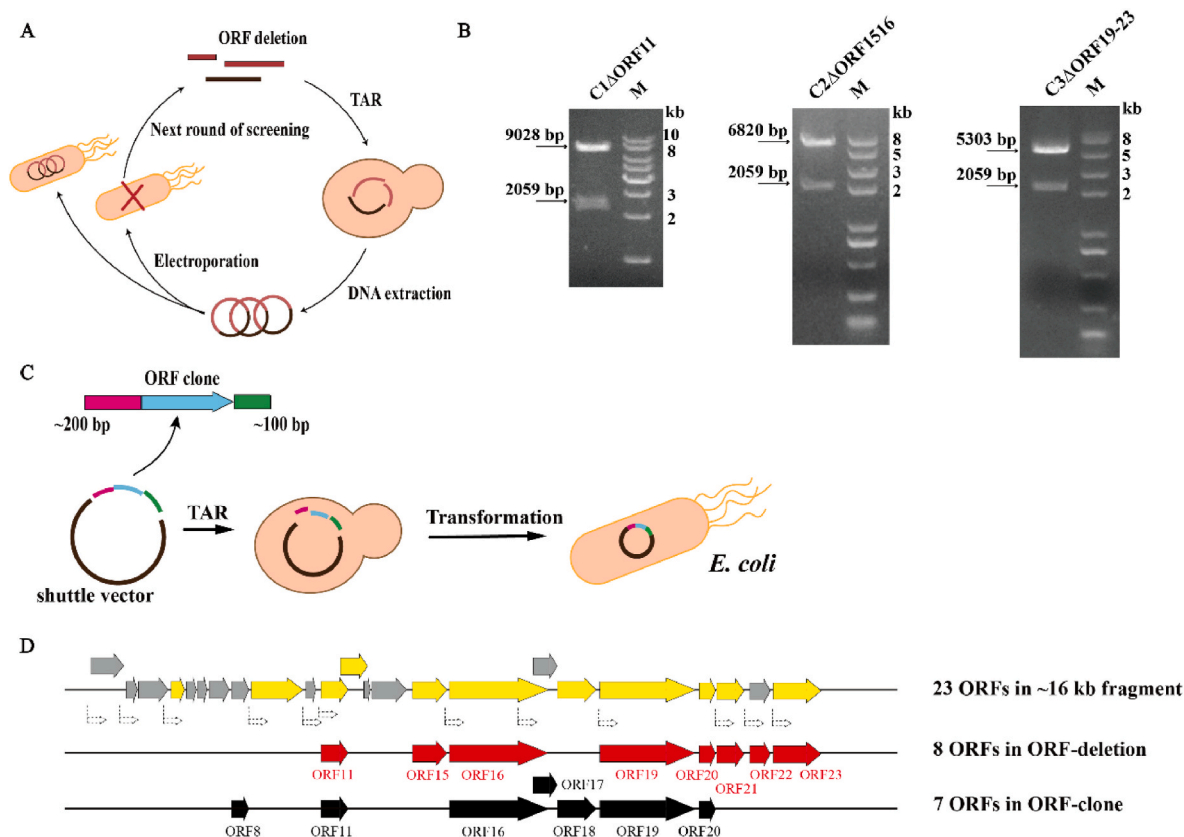 A
ORF deletion
TAR
Next round of screening
Electroporation
DNA extraction
B
C1ΔORF11
M
kb
9028 bp
10
8
2059 bp
3
2
C2ΔORF1516
M
kb
6820 bp
8
5
3
2059 bp
2
C3ΔORF19-23
M
kb
5303 bp
8
5
3
2059 bp
2
C
ORF clone
~200 bp
~100 bp
TAR
Transformation
shuttle vector
E. coli
D
23 ORFs in ~16 kb fragment
8 ORFs in ORF-deletion
ORF11 ORF15 ORF16 ORF19 ORF20 ORF22 ORF23
ORF21
ORF17
7 ORFs in ORF-clone
ORF8 ORF11 ORF16 ORF18 ORF19 ORF20